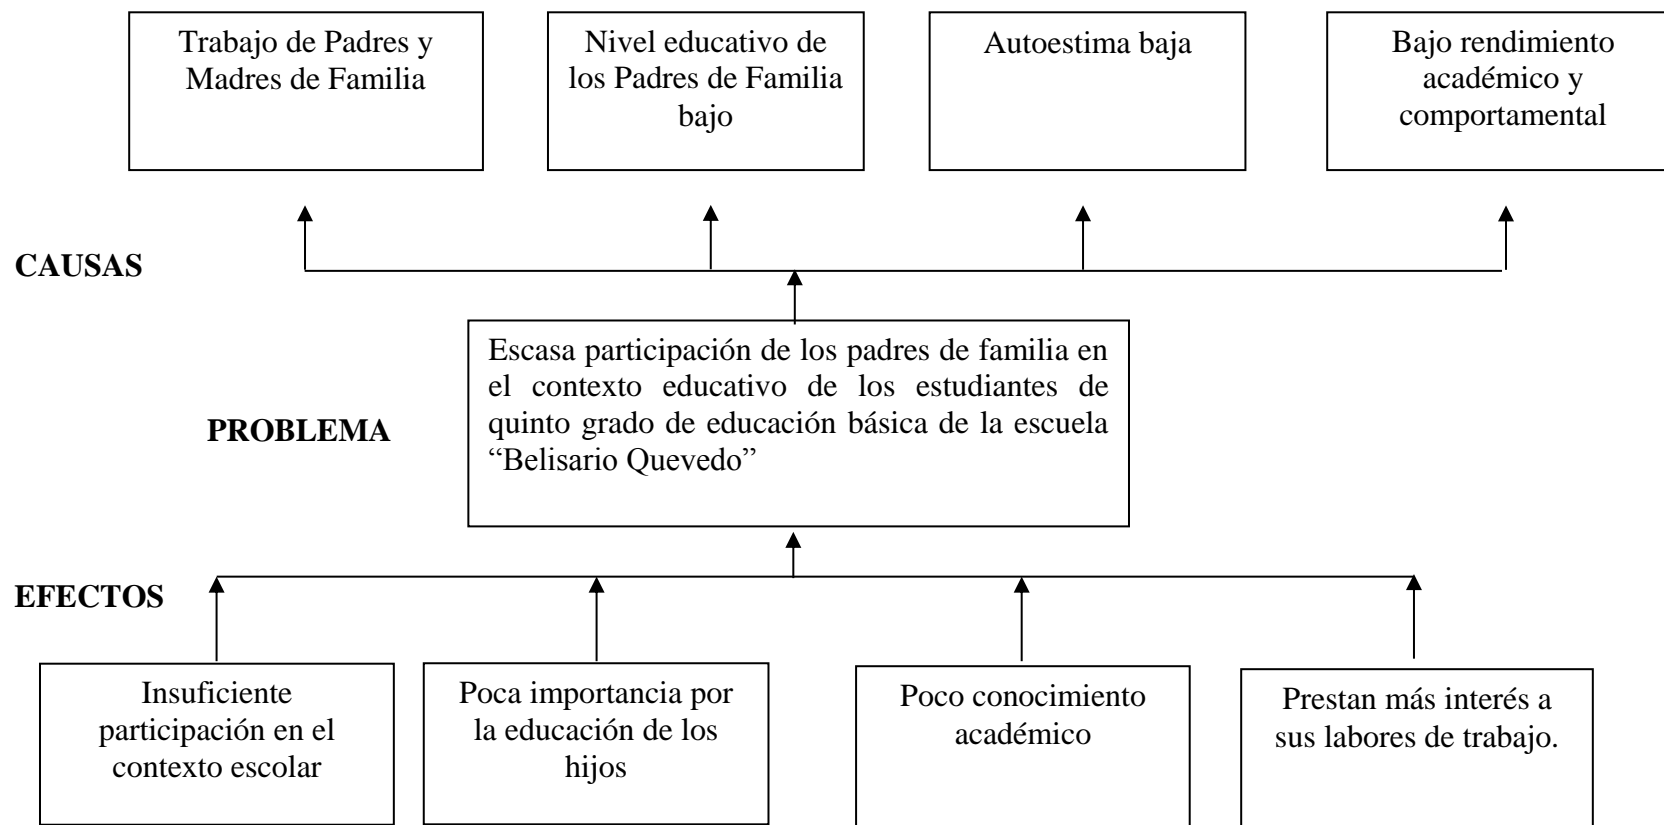 Trabajo de Padres y
Madres de Familia
Nivel educativo de
los Padres de Familia
bajo
Autoestima baja
Bajo rendimiento
académico y
comportamental
CAUSAS
Escasa participación de los padres de familia en
el contexto educativo de los estudiantes de
quinto grado de educación básica de la escuela
“Belisario Quevedo”
PROBLEMA
EFECTOS
Insuficiente
participación en el
contexto escolar
Poca importancia por
la educación de los
hijos
Poco conocimiento
académico
Prestan más interés a
sus labores de trabajo.